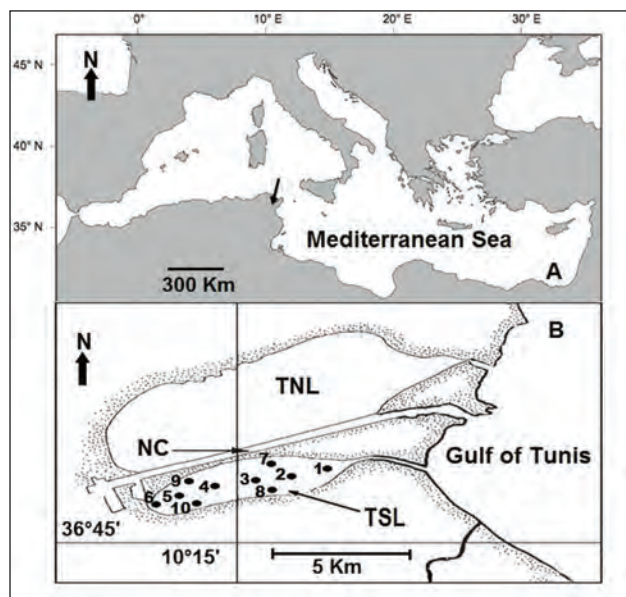 0° 10° E 20° E 30° E
45° N
N
40° N
35° N
Mediterranean Sea
300 Km
A
B
N
TNL
NC
Gulf of Tunis
7
1
2
9
3
4
8
5
6
10
TSL
36°45'
10°15'
5 Km